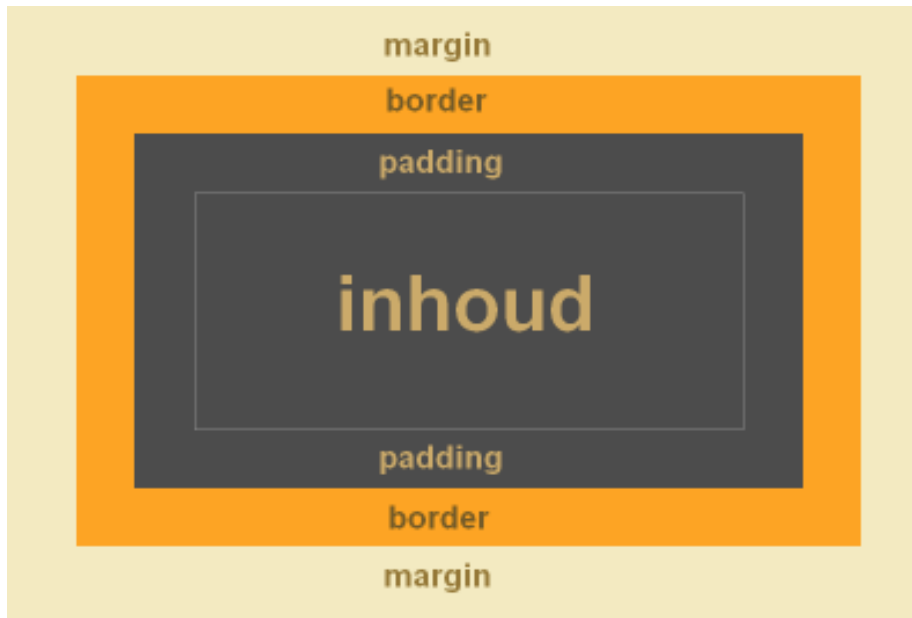 margin
border
padding
inhoud
padding
border
margin